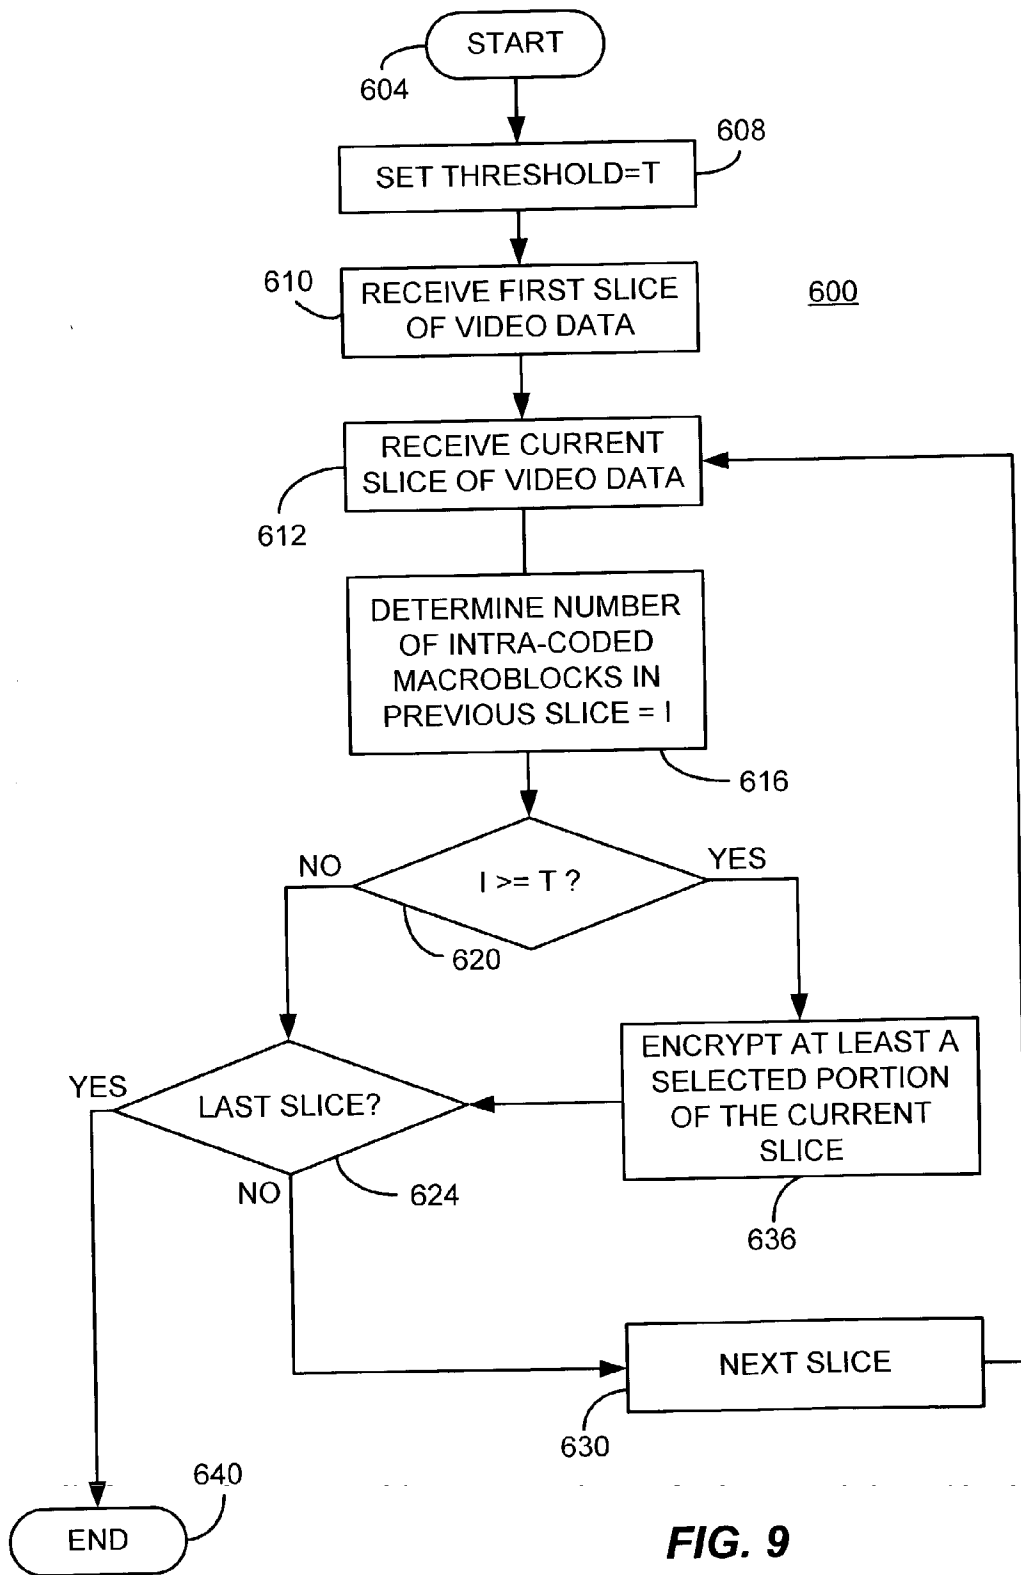 START
604
608
SET THRESHOLD=T
610
RECEIVE FIRST SLICE
OF VIDEO DATA
600
RECEIVE CURRENT
SLICE OF VIDEO DATA
612
DETERMINE NUMBER
OF INTRA-CODED
MACROBLOCKS IN
PREVIOUS SLICE = I
616
NO
I >= T ?
YES
620
ENCRYPT AT LEAST A
SELECTED PORTION
OF THE CURRENT
SLICE
YES
LAST SLICE?
NO
624
636
NEXT SLICE
630
640
END
FIG. 9